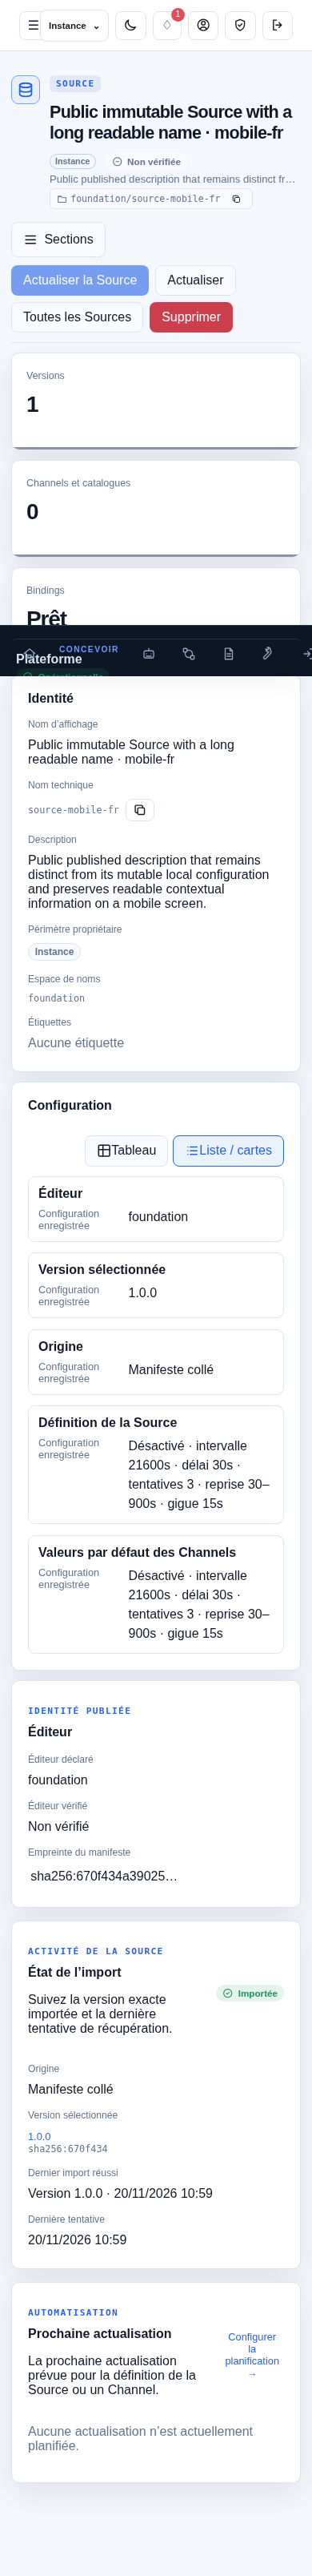 Instance
1
SOURCE
Public immutable Source with a
long readable name · mobile-fr
Instance
Non vérifiée
Public published description that remains distinct fr…
foundation/source-mobile-fr
Sections
Actualiser la Source
Actualiser
Toutes les Sources
Supprimer
Versions
1
Channels et catalogues
0
Bindings
Prêt
CONCEVOIR
Plateforme
Opérationnelle
Identité
Nom d’affichage
Public immutable Source with a long
readable name · mobile-fr
Nom technique
source-mobile-fr
Description
Public published description that remains
distinct from its mutable local configuration
and preserves readable contextual
information on a mobile screen.
Périmètre propriétaire
Instance
Espace de noms
foundation
Étiquettes
Aucune étiquette
Configuration
Tableau
Liste / cartes
Éditeur
Configuration
enregistrée
foundation
Version sélectionnée
Configuration
enregistrée
1.0.0
Origine
Configuration
enregistrée
Manifeste collé
Définition de la Source
Configuration
enregistrée
Désactivé · intervalle
21600s · délai 30s ·
tentatives 3 · reprise 30–
900s · gigue 15s
Valeurs par défaut des Channels
Configuration
enregistrée
Désactivé · intervalle
21600s · délai 30s ·
tentatives 3 · reprise 30–
900s · gigue 15s
IDENTITÉ PUBLIÉE
Éditeur
Éditeur déclaré
foundation
Éditeur vérifié
Non vérifié
Empreinte du manifeste
sha256:670f434a39025…
ACTIVITÉ DE LA SOURCE
État de l’import
Suivez la version exacte
importée et la dernière
tentative de récupération.
Importée
Origine
Manifeste collé
Version sélectionnée
1.0.0
sha256:670f434
Dernier import réussi
Version 1.0.0 · 20/11/2026 10:59
Dernière tentative
20/11/2026 10:59
AUTOMATISATION
Prochaine actualisation
La prochaine actualisation
prévue pour la définition de la
Source ou un Channel.
Configurer
la
planification
→
Aucune actualisation n’est actuellement
planifiée.